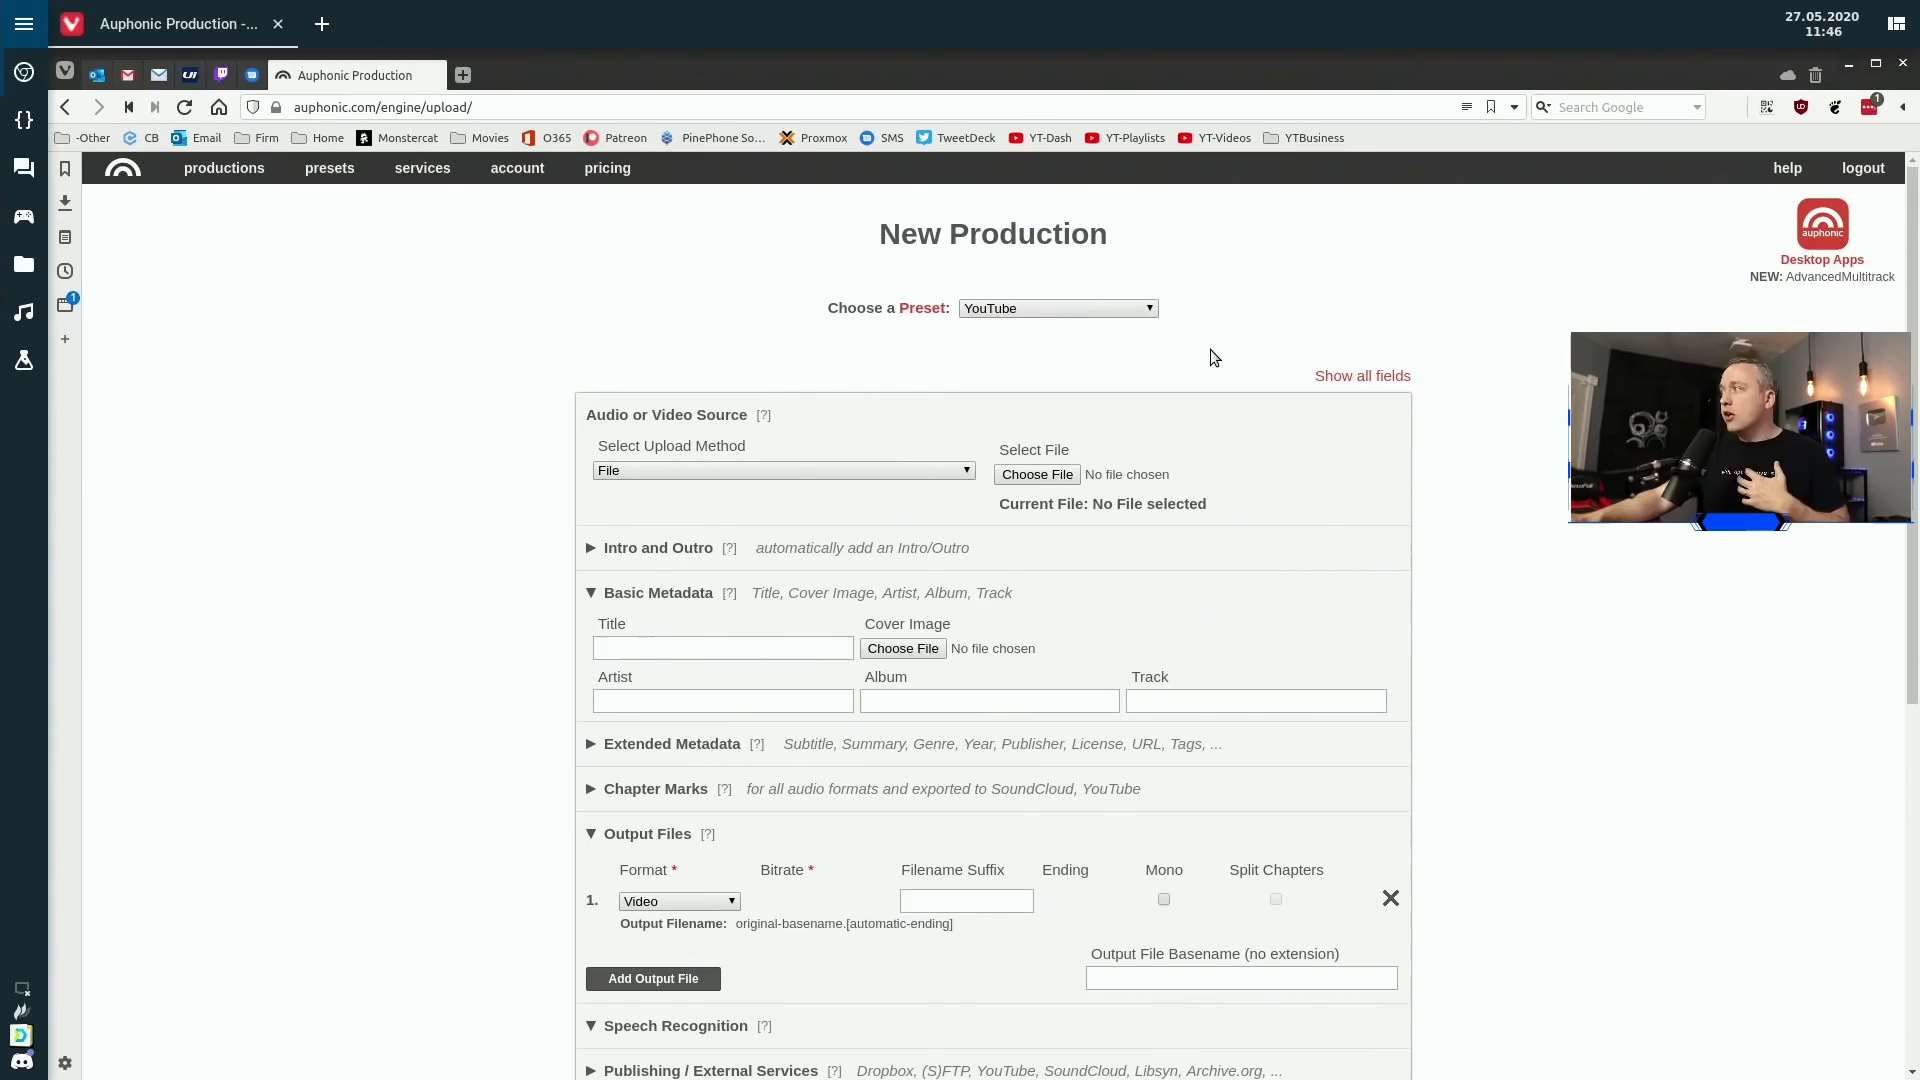 Auphonic Production -...
27.05.2020
11:46
Auphonic Production
auphonic.com/engine/upload/
Search Google
1
-Other
CB
Email
Firm
Home
Monstercat
Movies
O365
Patreon
PinePhone So...
Proxmox
SMS
TweetDeck
YT-Dash
YT-Playlists
YT-Videos
YTBusiness
productions
presets
services
account
pricing
help
logout
New Production
auphonic
Desktop Apps
NEW: AdvancedMultitrack
1
Choose a Preset:
YouTube
Show all fields
Audio or Video Source [?]
Select Upload Method
File
Select File
Choose File No file chosen
Current File: No File selected
Intro and Outro [?] automatically add an Intro/Outro
Basic Metadata [?] Title, Cover Image, Artist, Album, Track
Title
Cover Image
Choose File No file chosen
Artist
Album
Track
Extended Metadata [?] Subtitle, Summary, Genre, Year, Publisher, License, URL, Tags, ...
Chapter Marks [?] for all audio formats and exported to SoundCloud, YouTube
Output Files [?]
Format * Bitrate * Filename Suffix Ending Mono Split Chapters
1. Video
Output Filename: original-basename.[automatic-ending]
Output File Basename (no extension)
Add Output File
Speech Recognition [?]
Publishing / External Services [?] Dropbox, (S)FTP, YouTube, SoundCloud, Libsyn, Archive.org, ...